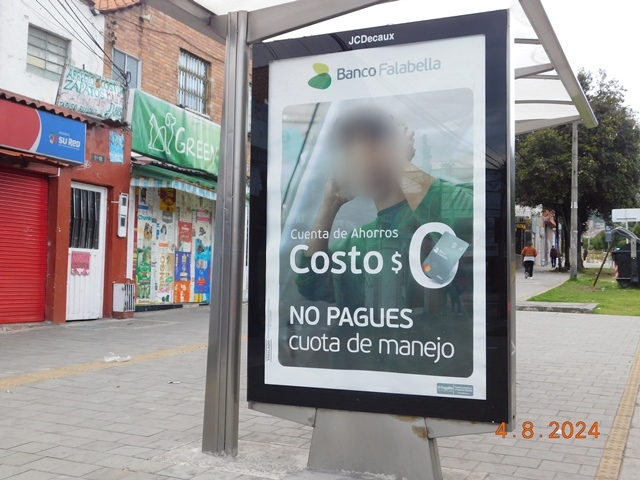 JCDecaux
Banco Falabella
Cuenta de Ahorros
Costo $0
NO PAGUES
cuota de manejo
SU RED
GREEN
ZAPATOS
4.8.2024